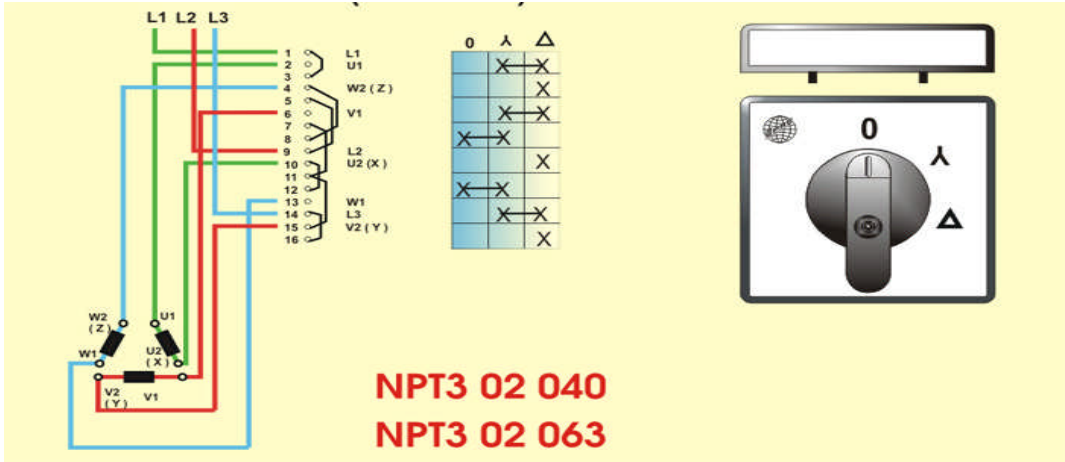 L1 L2 L3
1 L1
2 U1
3
4 W2 ( Z )
5
6 V1
7
8
9 L2
10 U2 (X )
11
12
13 W1
14 L3
15 V2 ( Y )
16
0 Y Δ
X X
X
X X
X X
X
X X
X X
X
0
Y
Δ
W2
( Z )
U1
W1
U2
( X )
V2
( Y )
V1
NPT3 02 040
NPT3 02 063